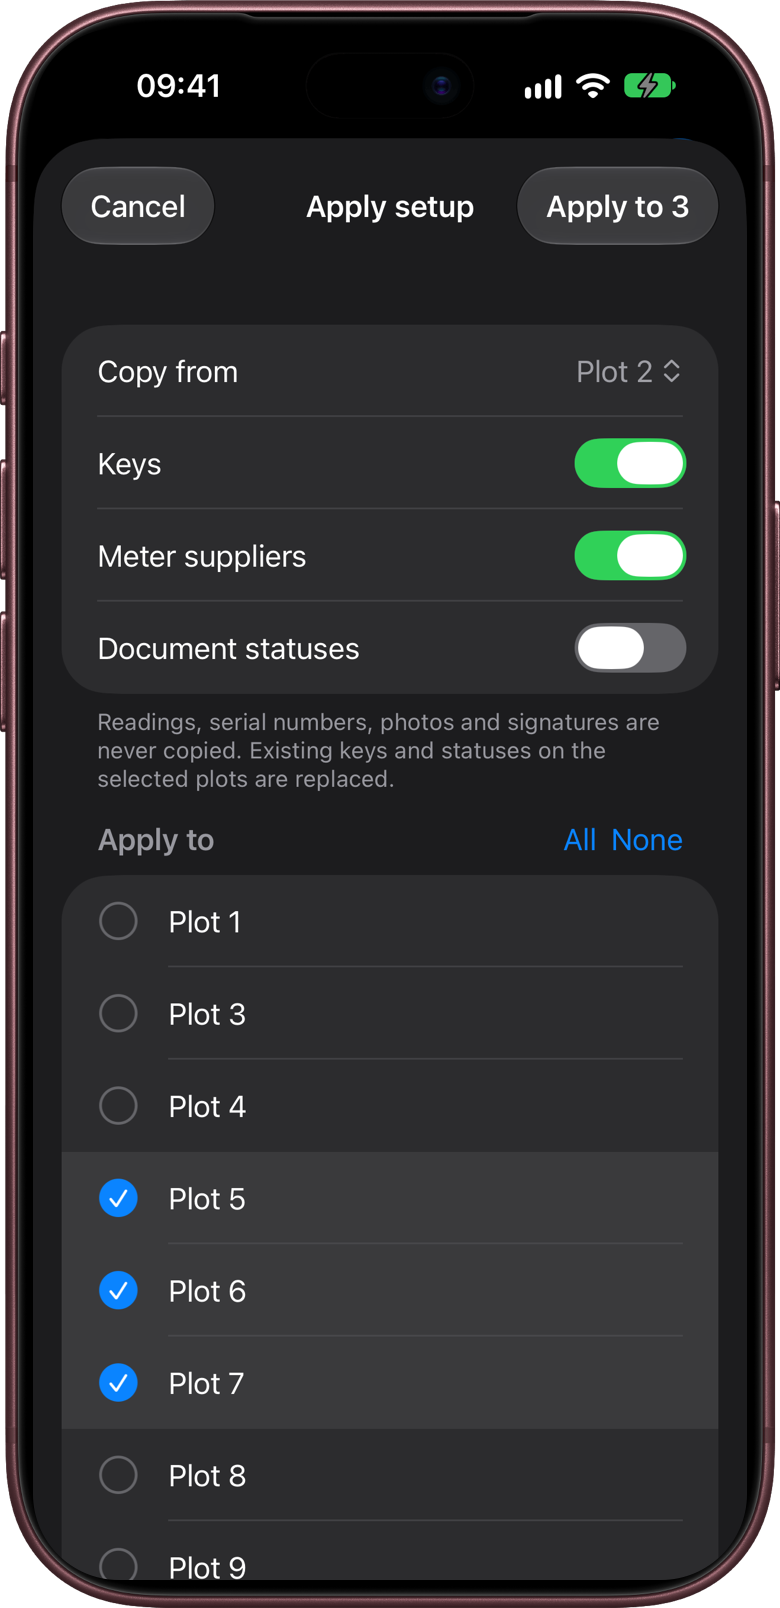 09:41
Cancel
Apply setup
Apply to 3
Copy from
Plot 2
Keys
Meter suppliers
Document statuses
Readings, serial numbers, photos and signatures are
never copied. Existing keys and statuses on the
selected plots are replaced.
Apply to
All None
Plot 1
Plot 3
Plot 4
Plot 5
Plot 6
Plot 7
Plot 8
Plot 9